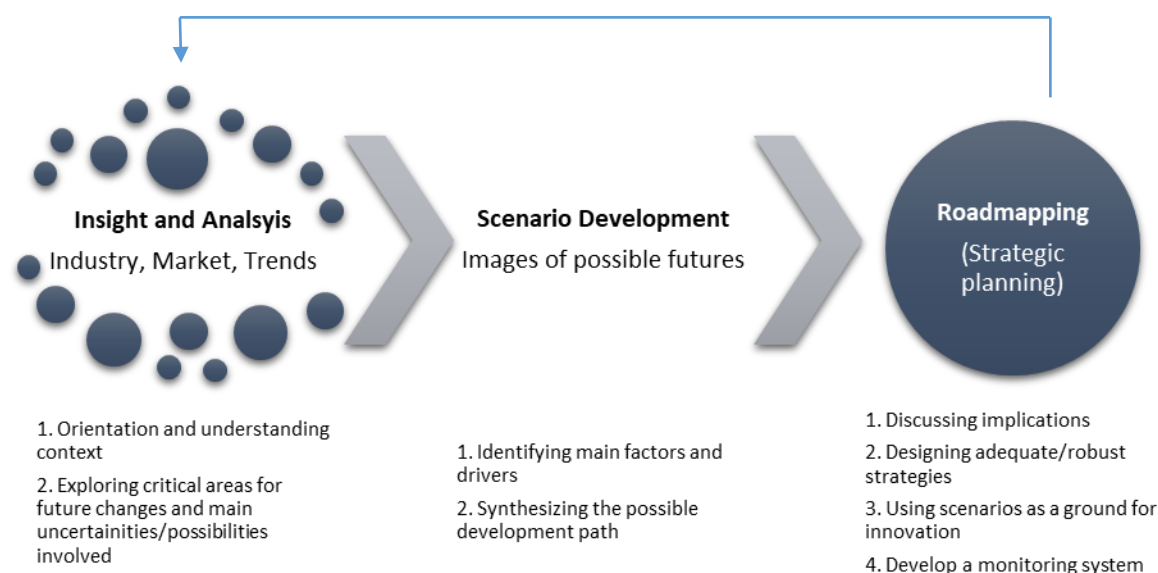 Insight and Analsyis
Industry, Market, Trends
1. Orientation and understanding
context
2. Exploring critical areas for
future changes and main
uncertainities/possibilities
involved
Scenario Development
Images of possible futures
1. Identifying main factors and
drivers
2. Synthesizing the possible
development path
Roadmapping
(Strategic
planning)
1. Discussing implications
2. Designing adequate/robust
strategies
3. Using scenarios as a ground for
innovation
4. Develop a monitoring system